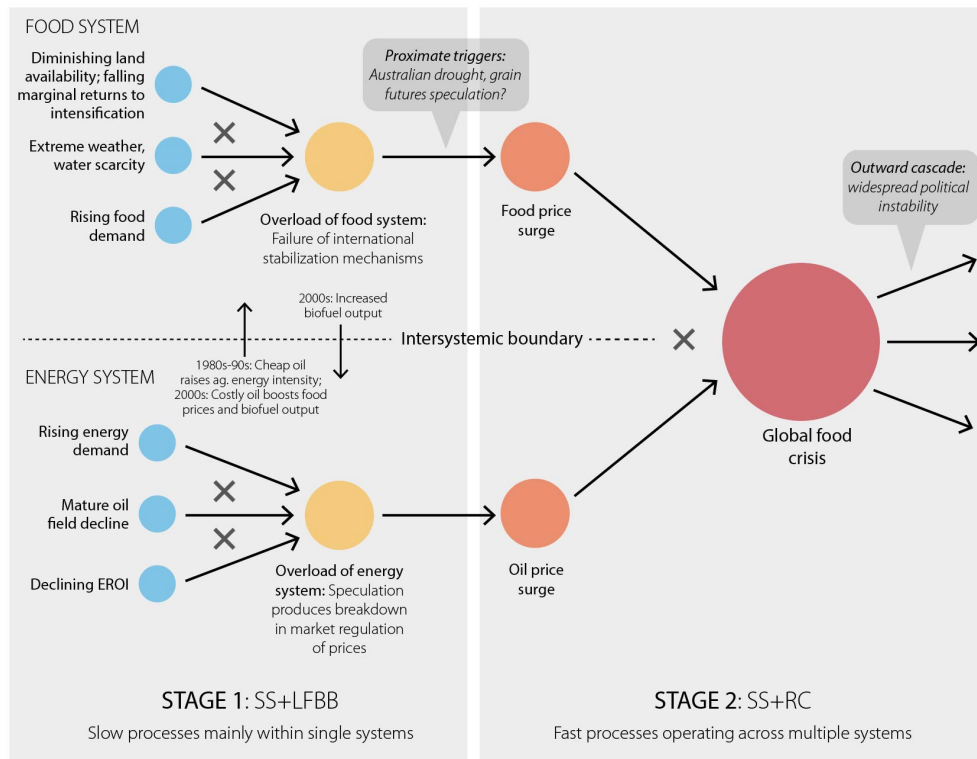 FOOD SYSTEM
Diminishing land
availability; falling
marginal returns to
intensification
Extreme weather,
water scarcity
Rising food
demand
Overload of food system:
Failure of international
stabilization mechanisms
Proximate triggers:
Australian drought, grain
futures speculation?
Food price
surge
Outward cascade:
widespread political
instability
2000s: Increased
biofuel output
Intersystemic boundary
1980s-90s: Cheap oil
raises ag. energy intensity;
2000s: Costly oil boosts food
prices and biofuel output
ENERGY SYSTEM
Rising energy
demand
Mature oil
field decline
Declining EROI
Overload of energy
system: Speculation
produces breakdown
in market regulation
of prices
Oil price
surge
Global food
crisis
STAGE 1: SS+LFBB
Slow processes mainly within single systems
STAGE 2: SS+RC
Fast processes operating across multiple systems